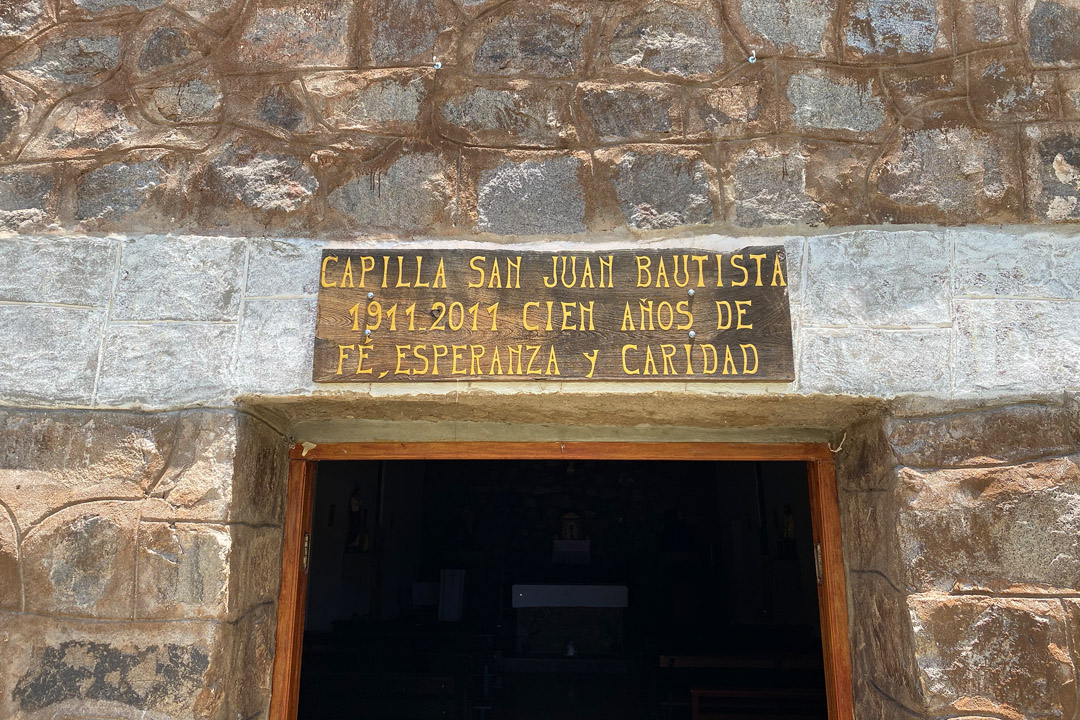 CAPILLA SAN JUAN BAUTISTA
1911-2011 CIEN AÑOS DE
FÉ, ESPERANZA y CARIDAD